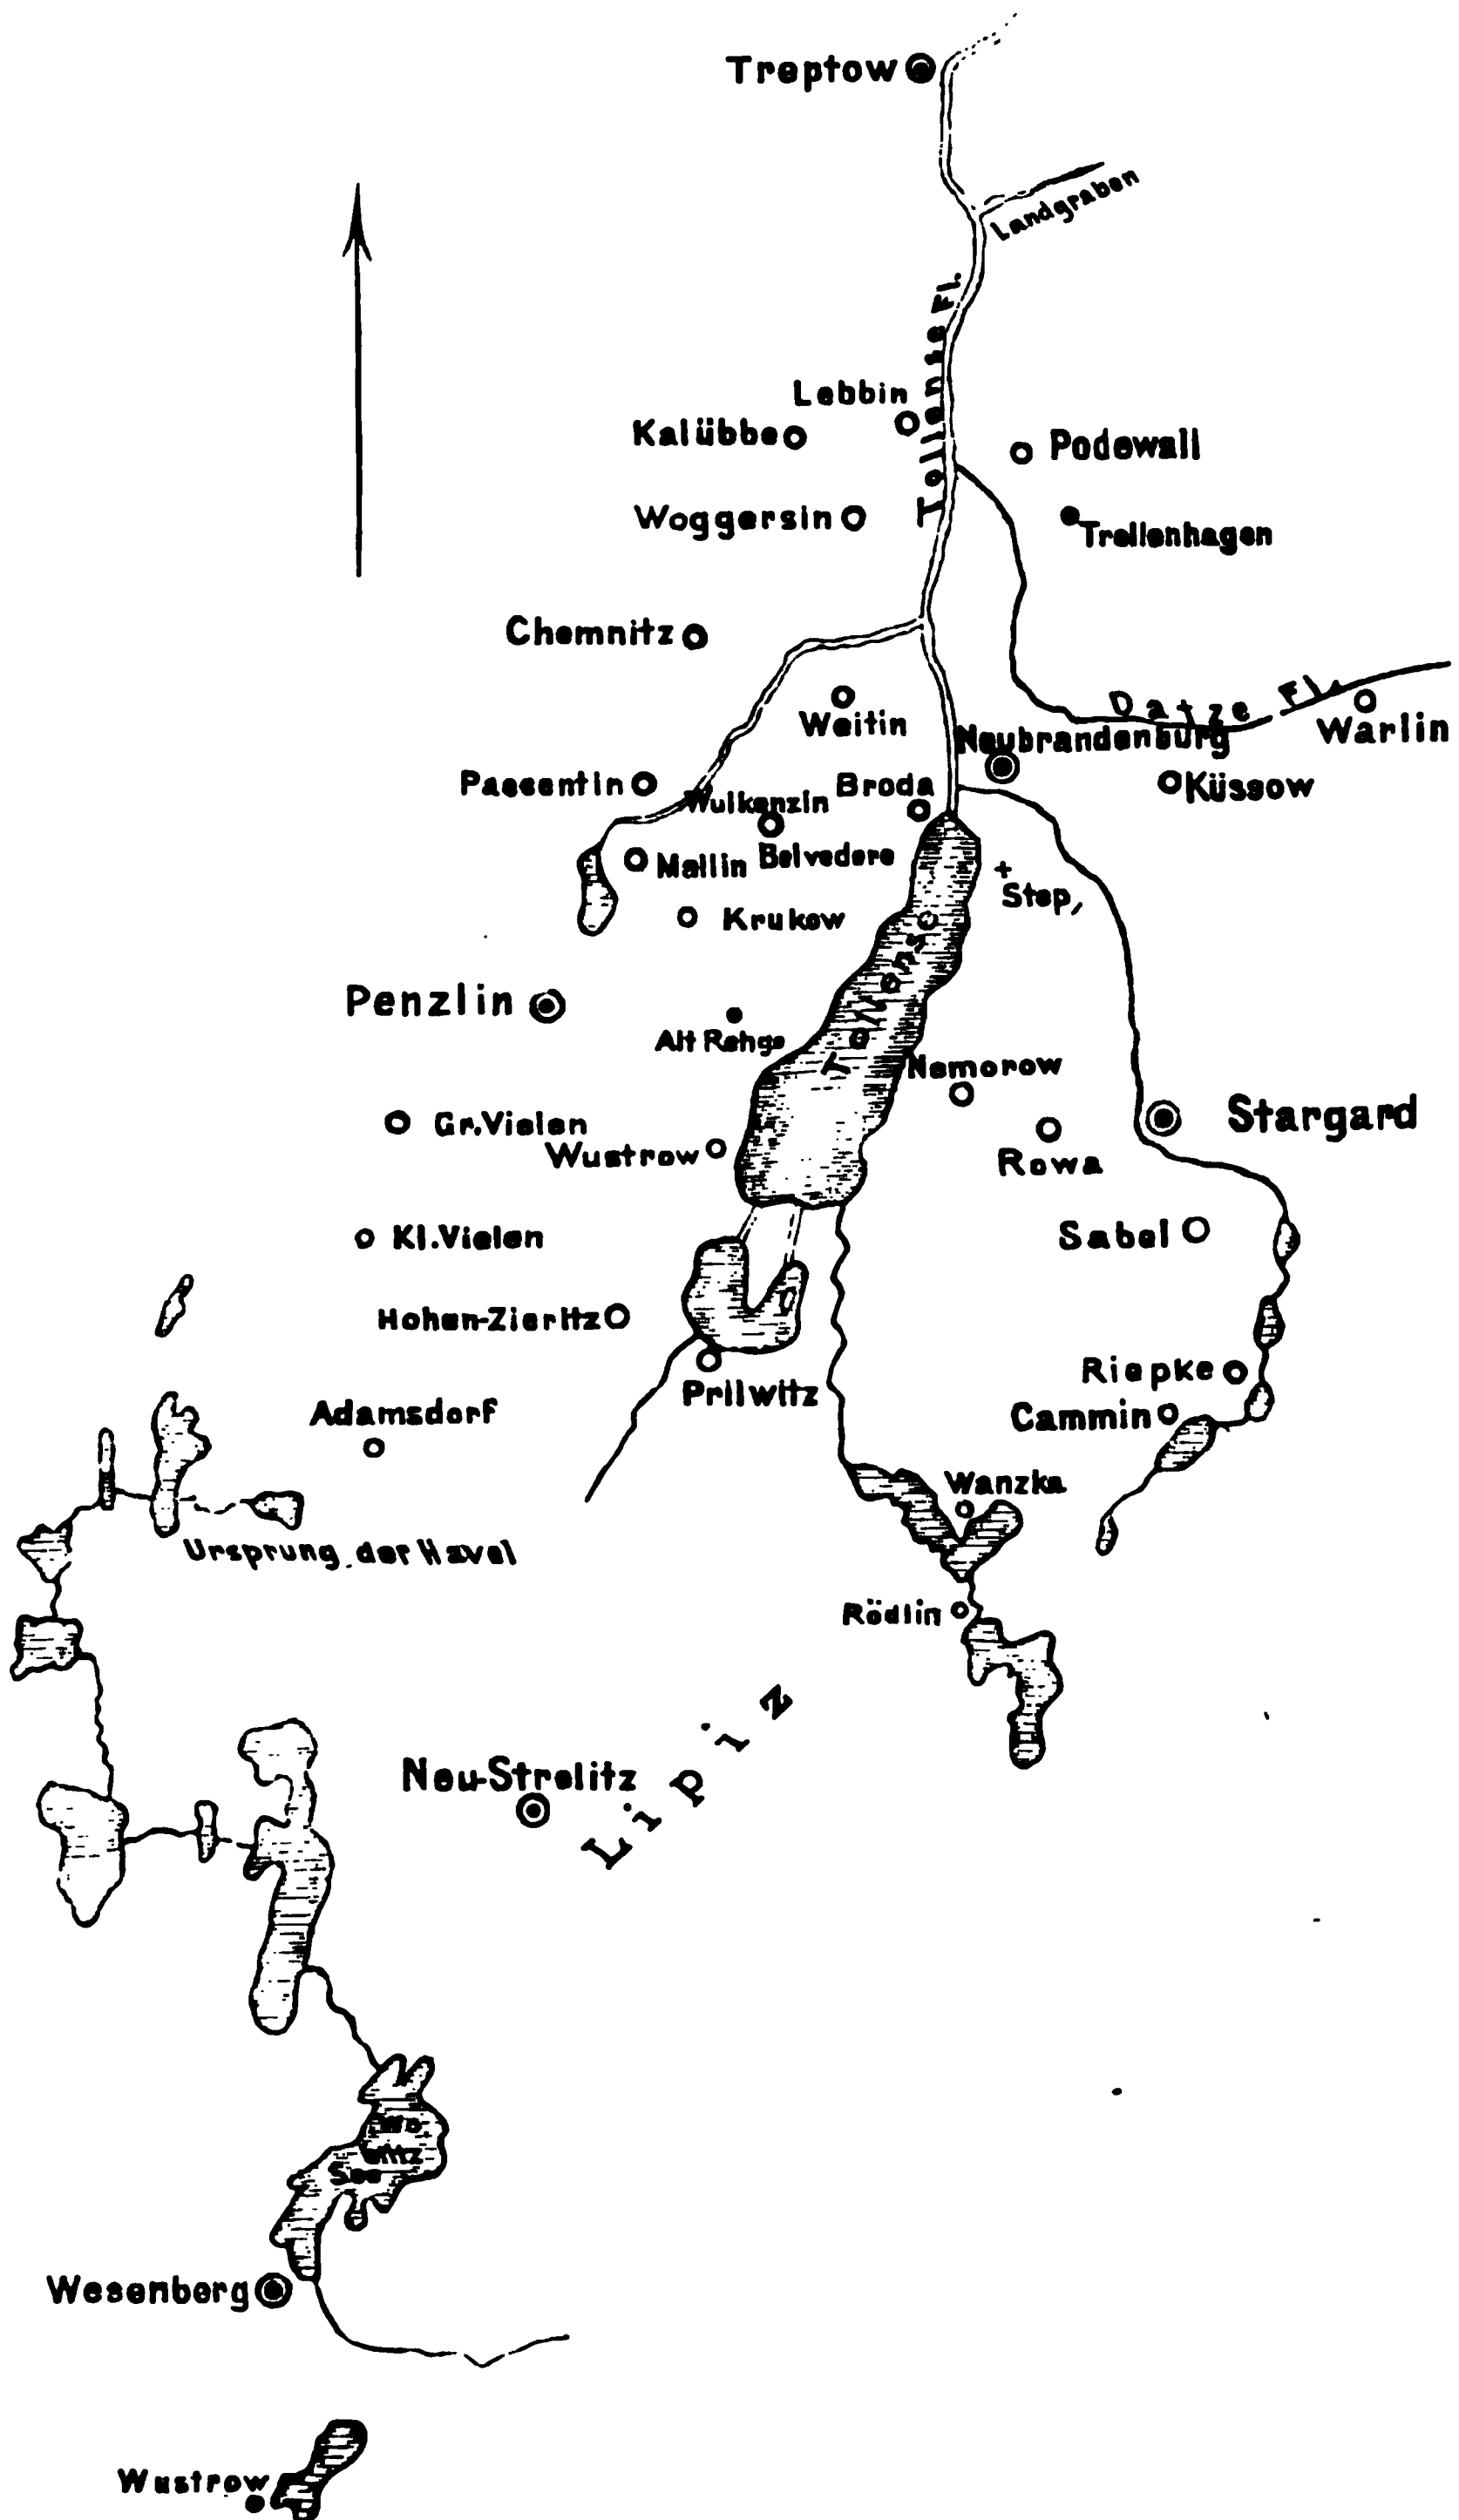 Treptow
Landgraben
Tollense Fl.
Lebbin
Kalübbe
Podewall
Woggersin
Trollenhagen
Chemnitz
Datze Fl.
Weitin
Warlin
Neubrandenburg
Passentin
Broda
Küssow
Wulkenzin
Mallin
Belvedere
Step,
Krukow
Penzlin
Alt Rehse
Nemorow
Gr.Vielen
Stargard
Wustrow
Rowa
Kl.Vielen
Sabel
Hohen-Zieritz
Prilwitz
Riepke
Adamsdorf
Cammin
Wanzka
Ursprung der Havel
Rödlin
Lipiz
Neu-Strelitz
See
Wesenberg
Wustrow